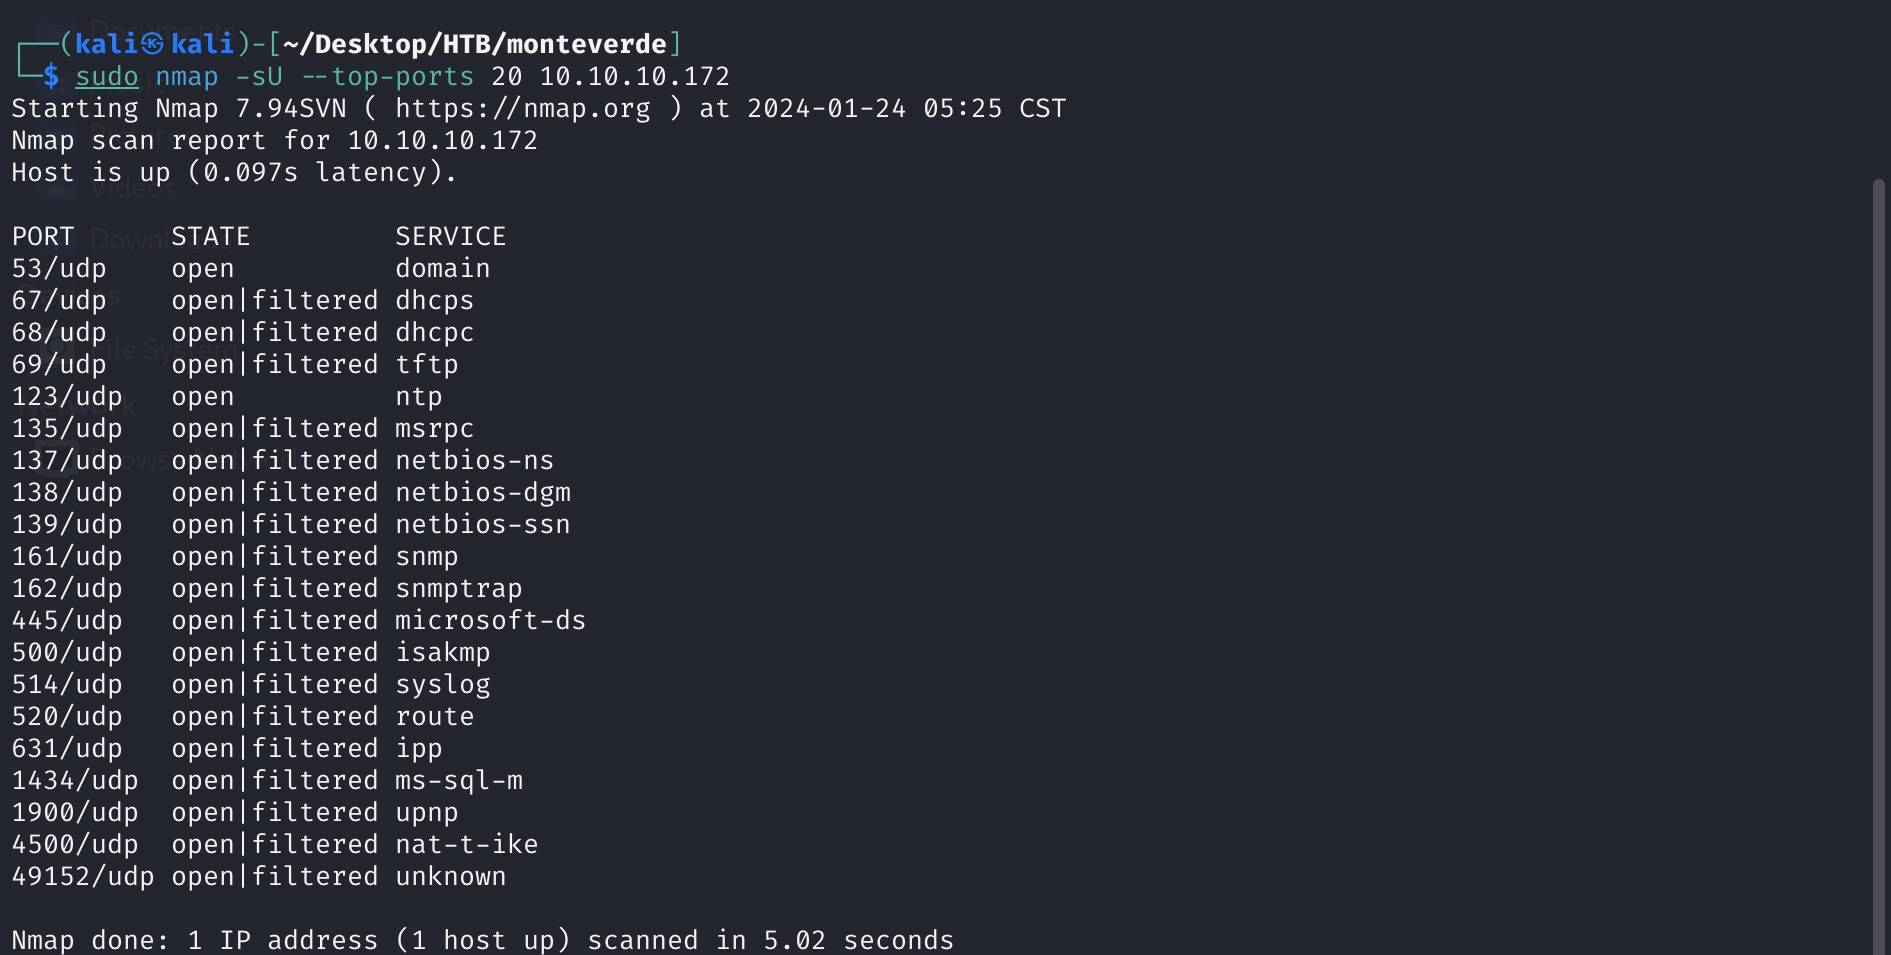 Documents
┌──(kali㉿kali)-[~/Desktop/HTB/monteverde]
└─$ sudo nmap -sU --top-ports 20 10.10.10.172
Starting Nmap 7.94SVN ( https://nmap.org ) at 2024-01-24 05:25 CST
Nmap scan report for 10.10.10.172
Host is up (0.097s latency).
Videos
PORT STATE SERVICE
53/udp open domain
67/udp open|filtered dhcps
68/udp open|filtered dhcpc
File System
69/udp open|filtered tftp
123/udp open ntp
Network
135/udp open|filtered msrpc
137/udp open|filtered netbios-ns
138/udp open|filtered netbios-dgm
139/udp open|filtered netbios-ssn
161/udp open|filtered snmp
162/udp open|filtered snmptrap
445/udp open|filtered microsoft-ds
500/udp open|filtered isakmp
514/udp open|filtered syslog
520/udp open|filtered route
631/udp open|filtered ipp
1434/udp open|filtered ms-sql-m
1900/udp open|filtered upnp
4500/udp open|filtered nat-t-ike
49152/udp open|filtered unknown
Nmap done: 1 IP address (1 host up) scanned in 5.02 seconds